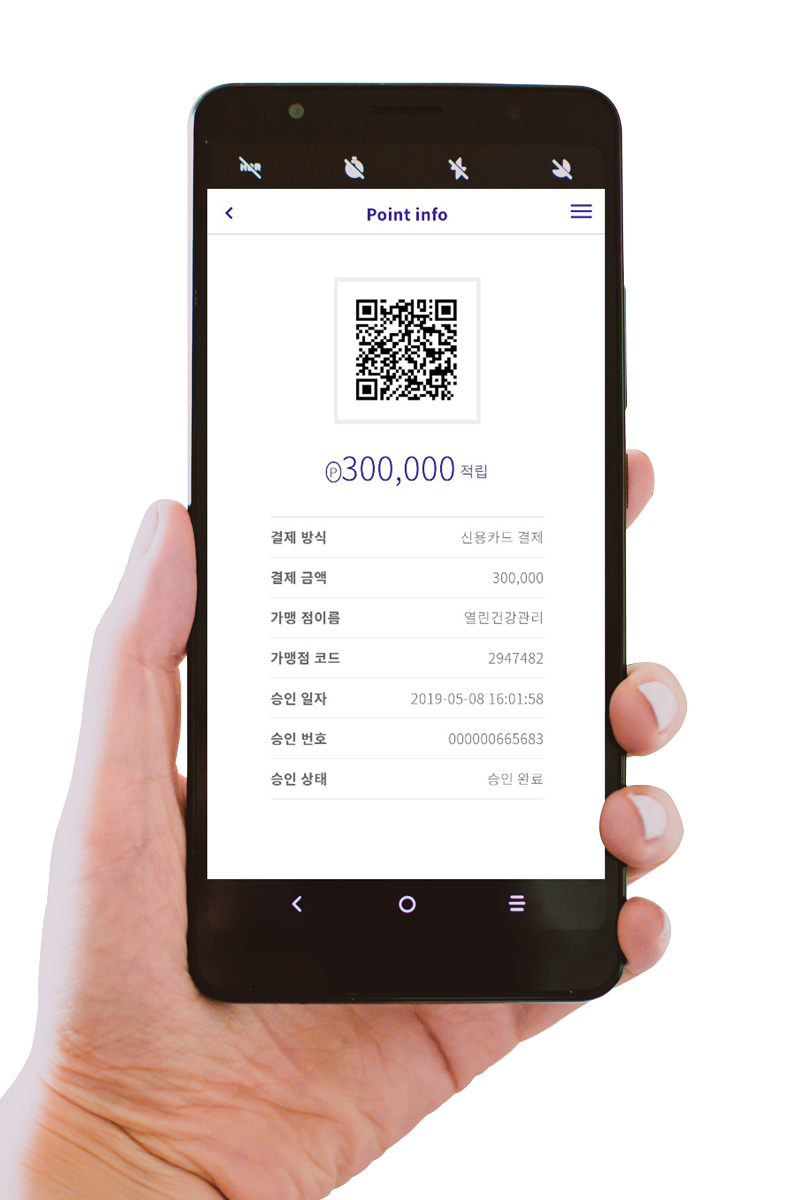 Point info
Ⓟ300,000 적립
결제 방식 신용카드 결제
결제 금액 300,000
가맹 점이름 열린건강관리
가맹점 코드 2947482
승인 일자 2019-05-08 16:01:58
승인 번호 000000665683
승인 상태 승인 완료